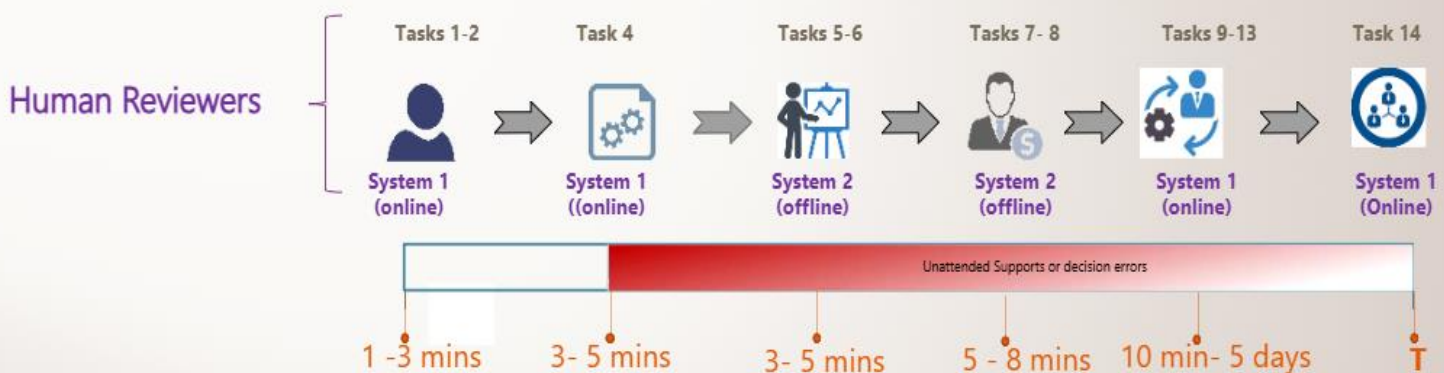 Tasks 1-2
Task 4
Tasks 5-6
Tasks 7- 8
Tasks 9-13
Task 14
Human Reviewers
System 1
(online)
System 1
((online)
System 2
(offline)
System 2
(offline)
System 1
(online)
System 1
(Online)
Unattended Supports or decision errors
1 -3 mins
3- 5 mins
3- 5 mins
5 - 8 mins
10 min- 5 days
T